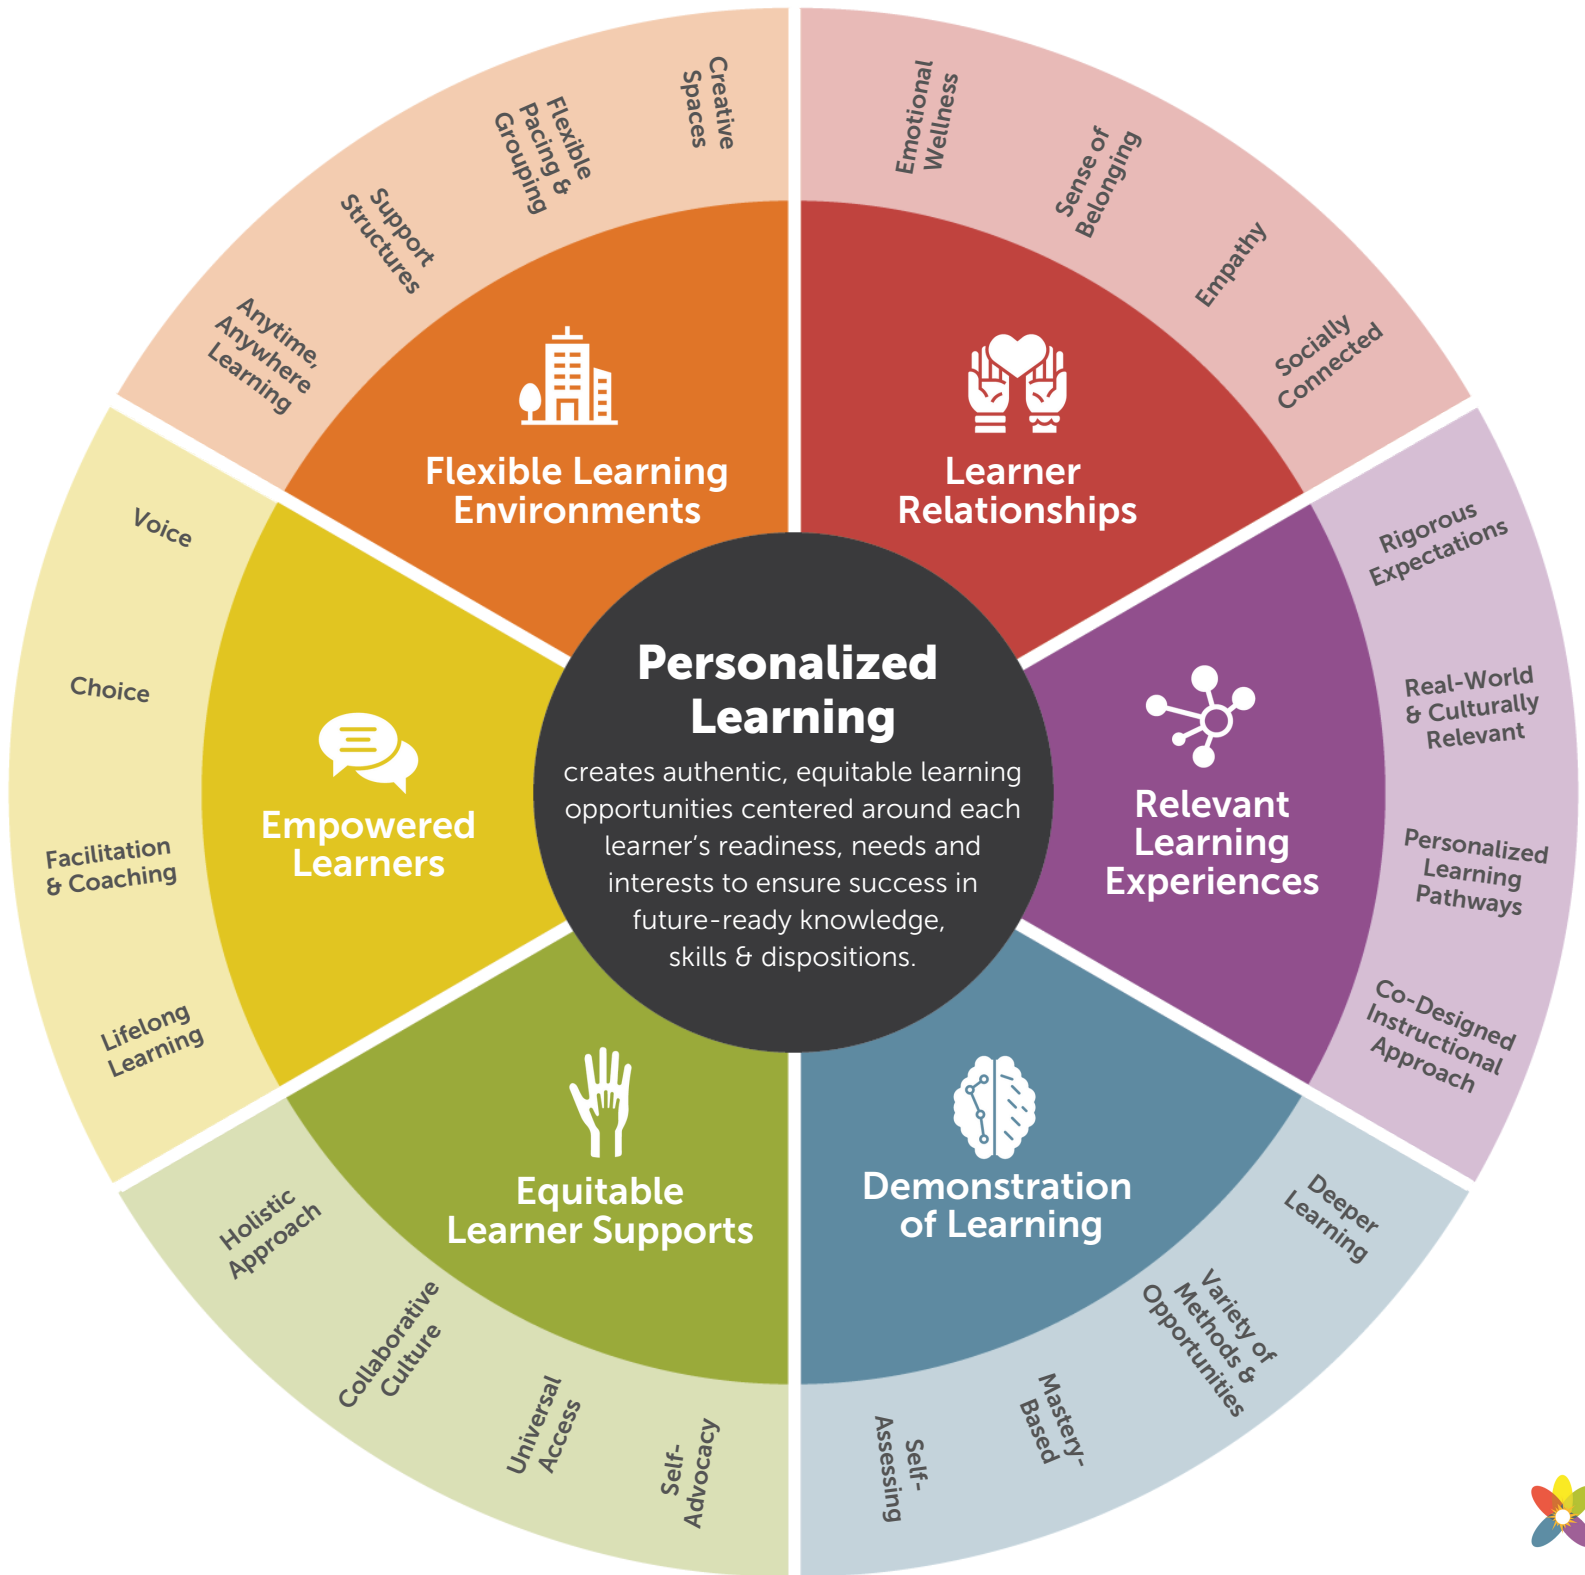 Personalized
Learning
creates authentic, equitable learning
opportunities centered around each
learner’s readiness, needs and
interests to ensure success in
future-ready knowledge,
skills & dispositions.
Learner
Relationships
Emotional
Wellness
Sense of
Belonging
Empathy
Socially
Connected
Relevant
Learning
Experiences
Rigorous
Expectations
Real-World
& Culturally
Relevant
Personalized
Learning
Pathways
Co-Designed
Instructional
Approach
Demonstration
of Learning
Deeper
Learning
Variety of
Methods &
Opportunities
Mastery-
Based
Self-
Assessing
Equitable
Learner Supports
Self-
Advocacy
Universal
Access
Collaborative
Culture
Holistic
Approach
Empowered
Learners
Lifelong
Learning
Facilitation
& Coaching
Choice
Voice
Flexible Learning
Environments
Anytime,
Anywhere
Learning
Support
Structures
Flexible
Pacing &
Grouping
Creative
Spaces